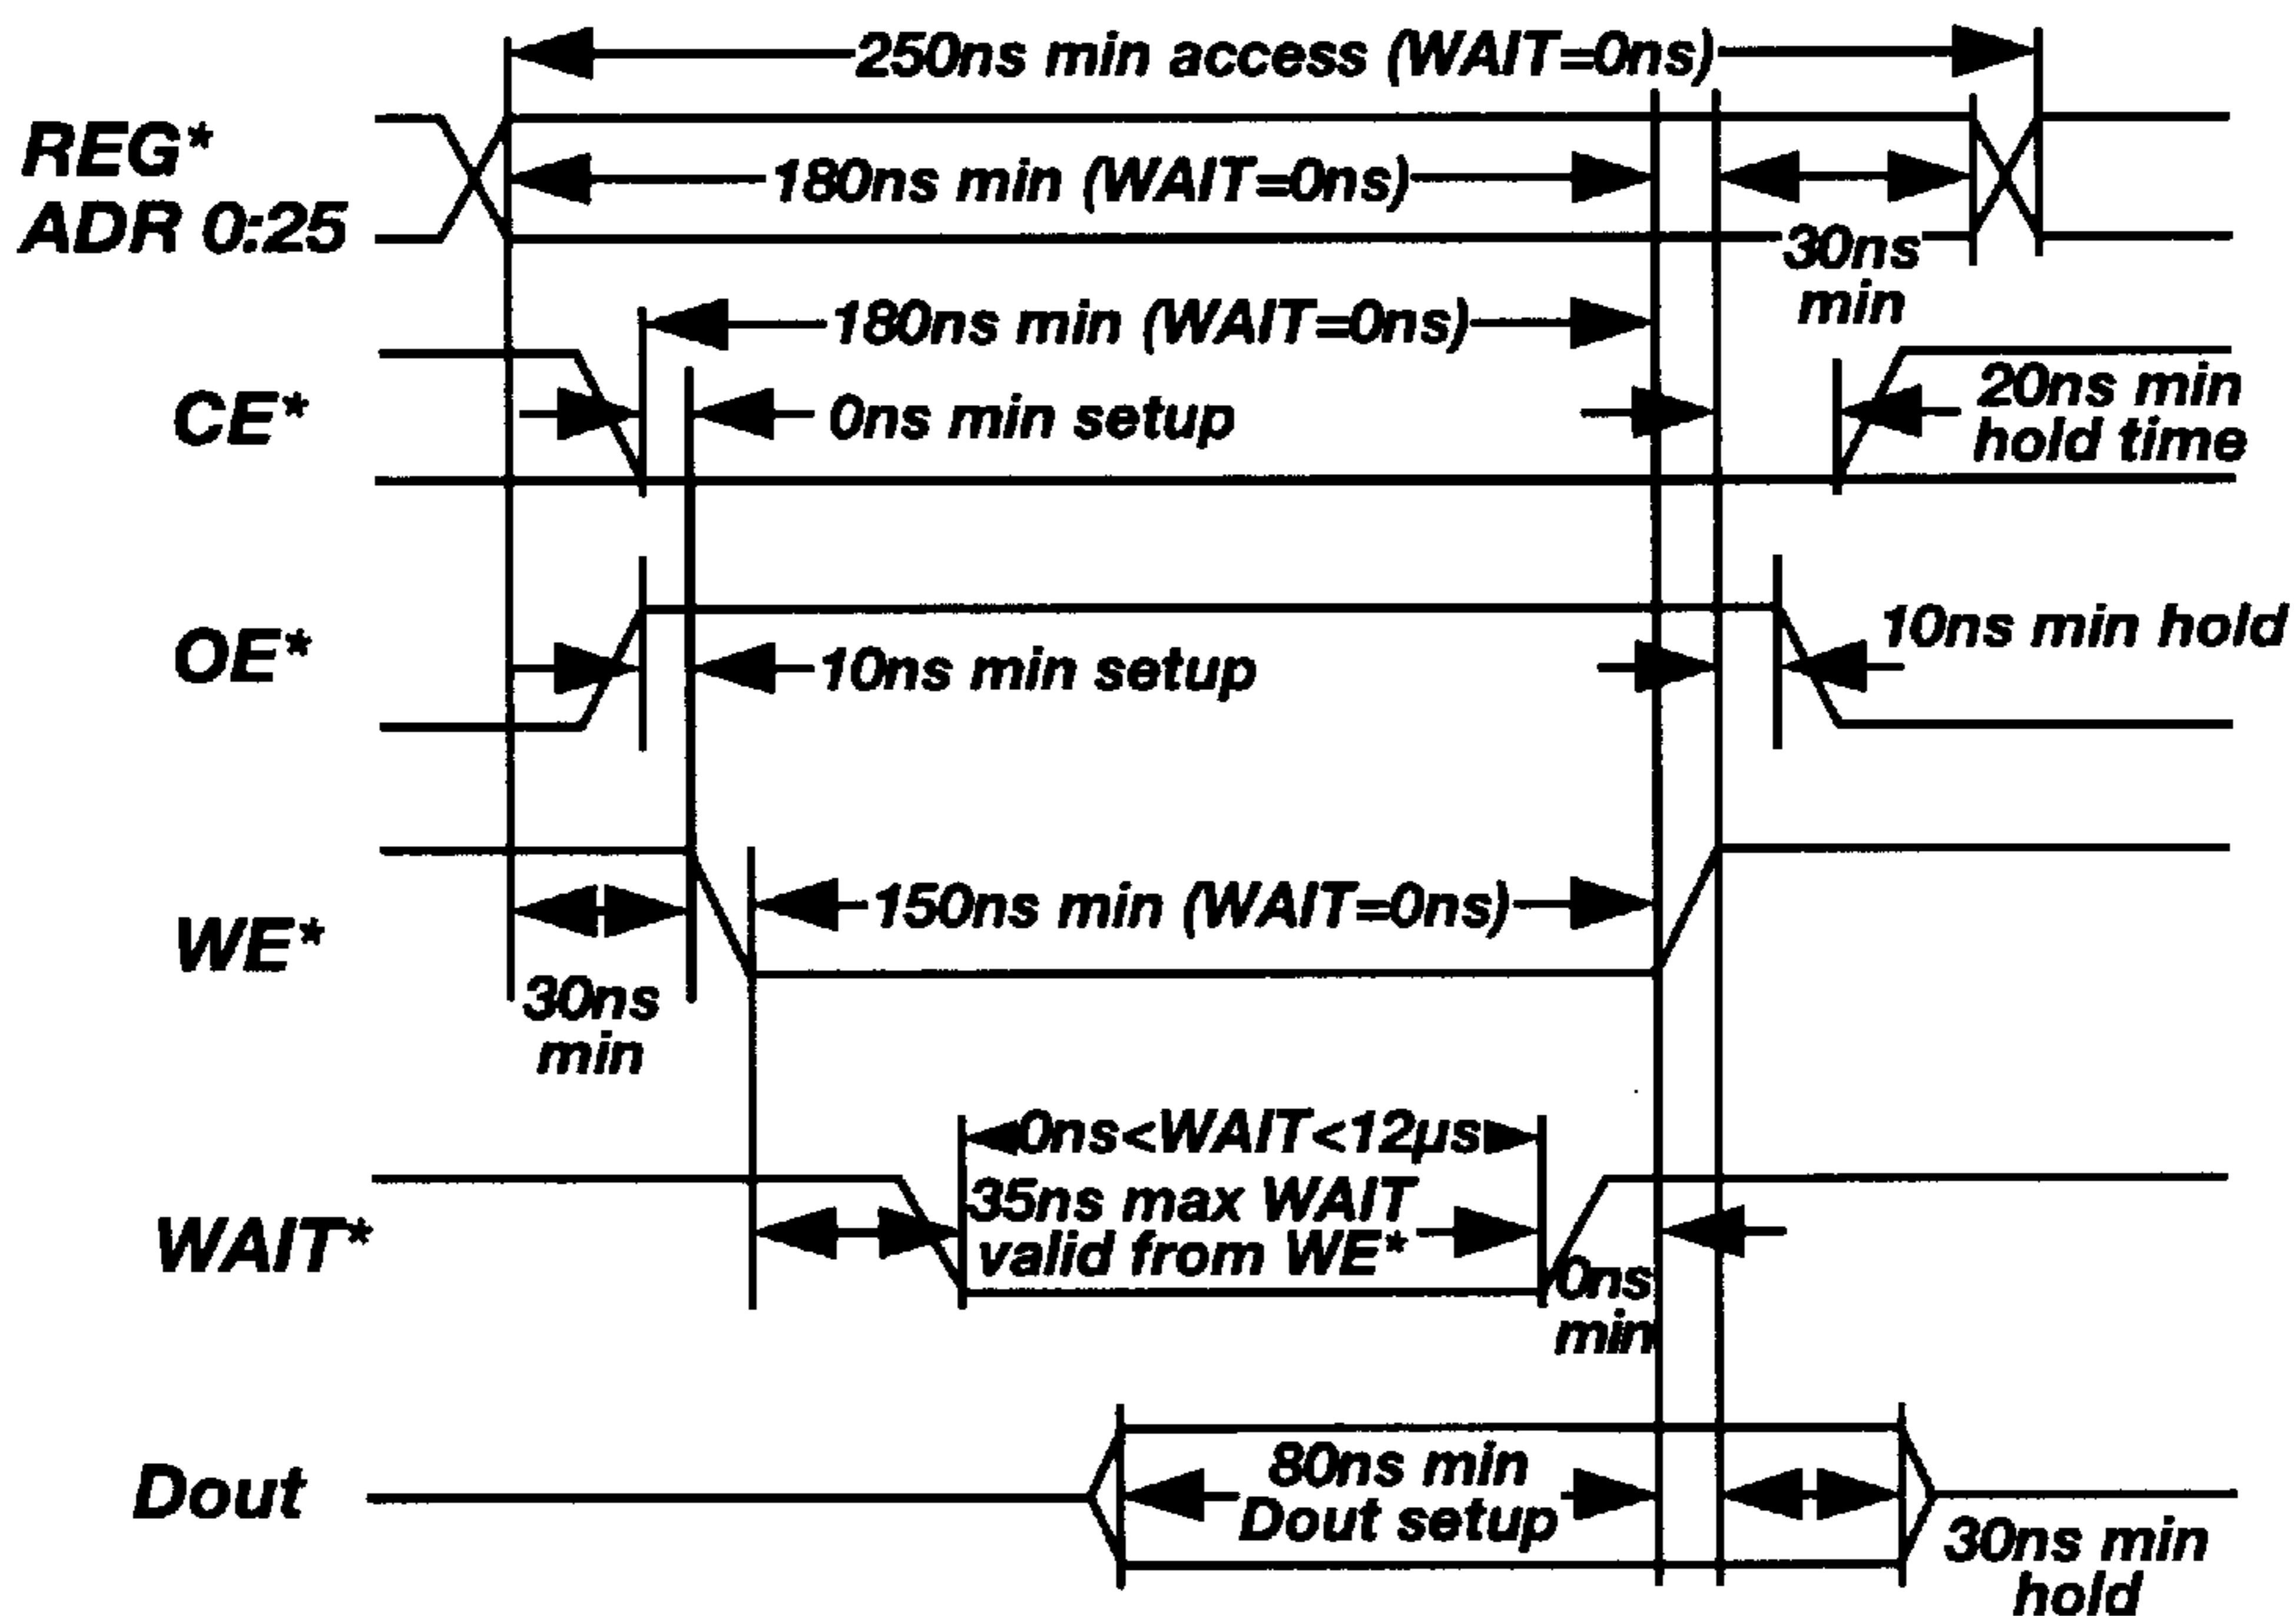 250ns min access (WAIT=0ns)
REG*
ADR 0:25
180ns min (WAIT=0ns)
30ns
min
180ns min (WAIT=0ns)
CE*
0ns min setup
20ns min
hold time
OE*
10ns min setup
10ns min hold
WE*
150ns min (WAIT=0ns)
30ns
min
WAIT*
0ns<WAIT<12µs
35ns max WAIT
valid from WE*
0ns
min
Dout
80ns min
Dout setup
30ns min
hold